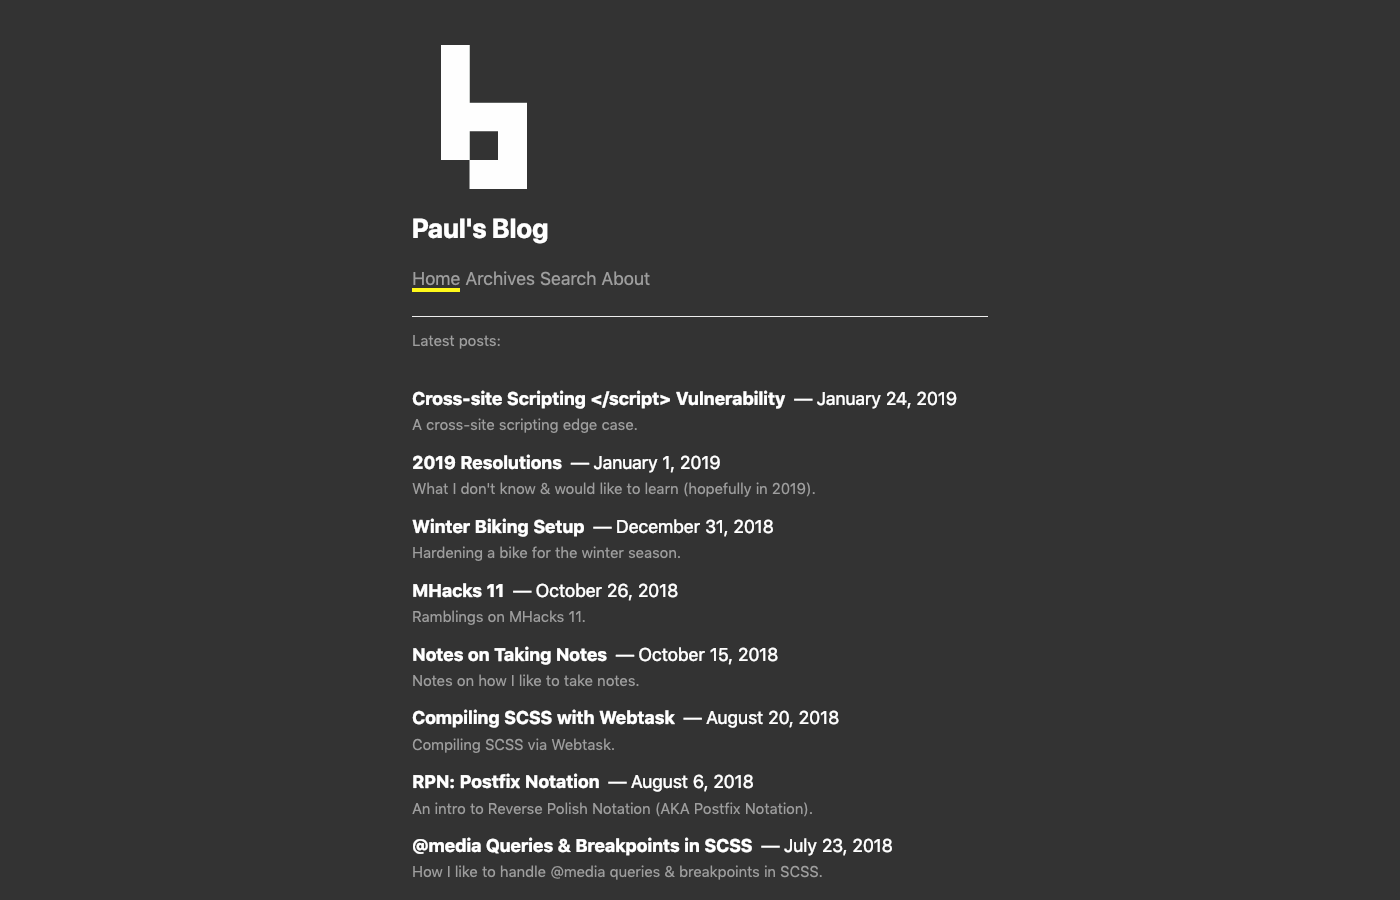 Paul's Blog
Home Archives Search About
Latest posts:
Cross-site Scripting </script> Vulnerability — January 24, 2019
A cross-site scripting edge case.
2019 Resolutions — January 1, 2019
What I don't know & would like to learn (hopefully in 2019).
Winter Biking Setup — December 31, 2018
Hardening a bike for the winter season.
MHacks 11 — October 26, 2018
Ramblings on MHacks 11.
Notes on Taking Notes — October 15, 2018
Notes on how I like to take notes.
Compiling SCSS with Webtask — August 20, 2018
Compiling SCSS via Webtask.
RPN: Postfix Notation — August 6, 2018
An intro to Reverse Polish Notation (AKA Postfix Notation).
@media Queries & Breakpoints in SCSS — July 23, 2018
How I like to handle @media queries & breakpoints in SCSS.